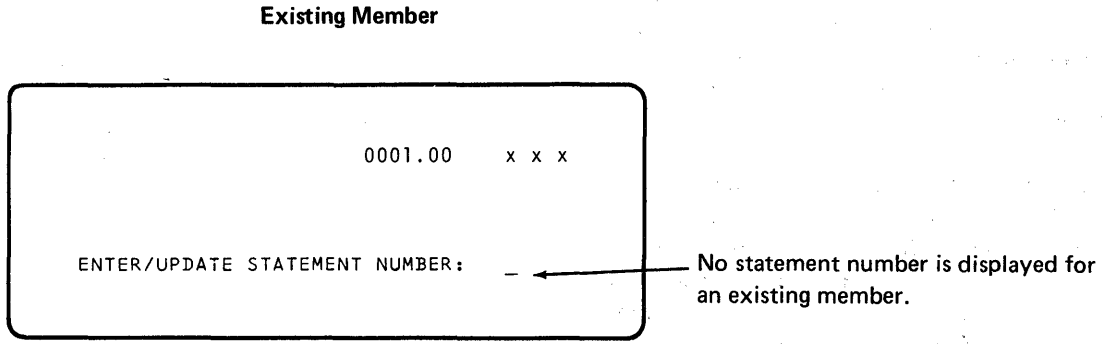 Existing Member
0001.00 x x x
ENTER/UPDATE STATEMENT NUMBER: _
No statement number is displayed for
an existing member.